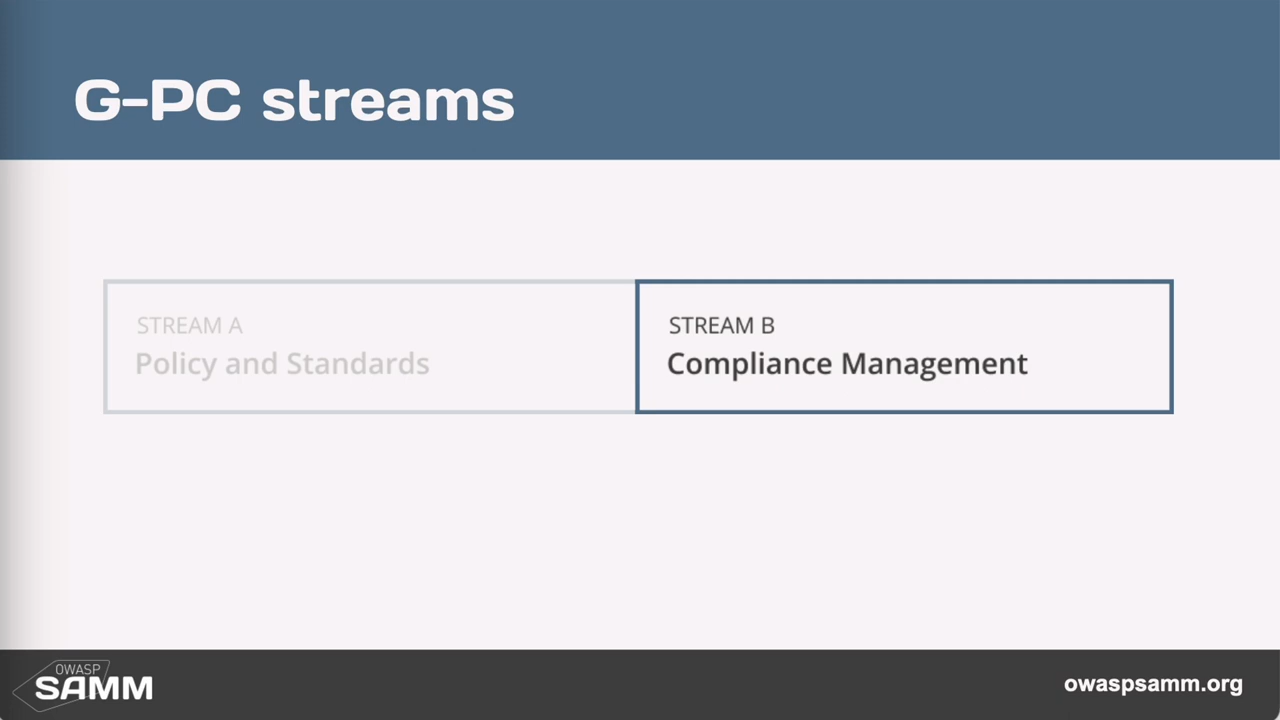 G-PC streams
STREAM A
Policy and Standards
STREAM B
Compliance Management
OWASP
SAMM
owaspsamm.org